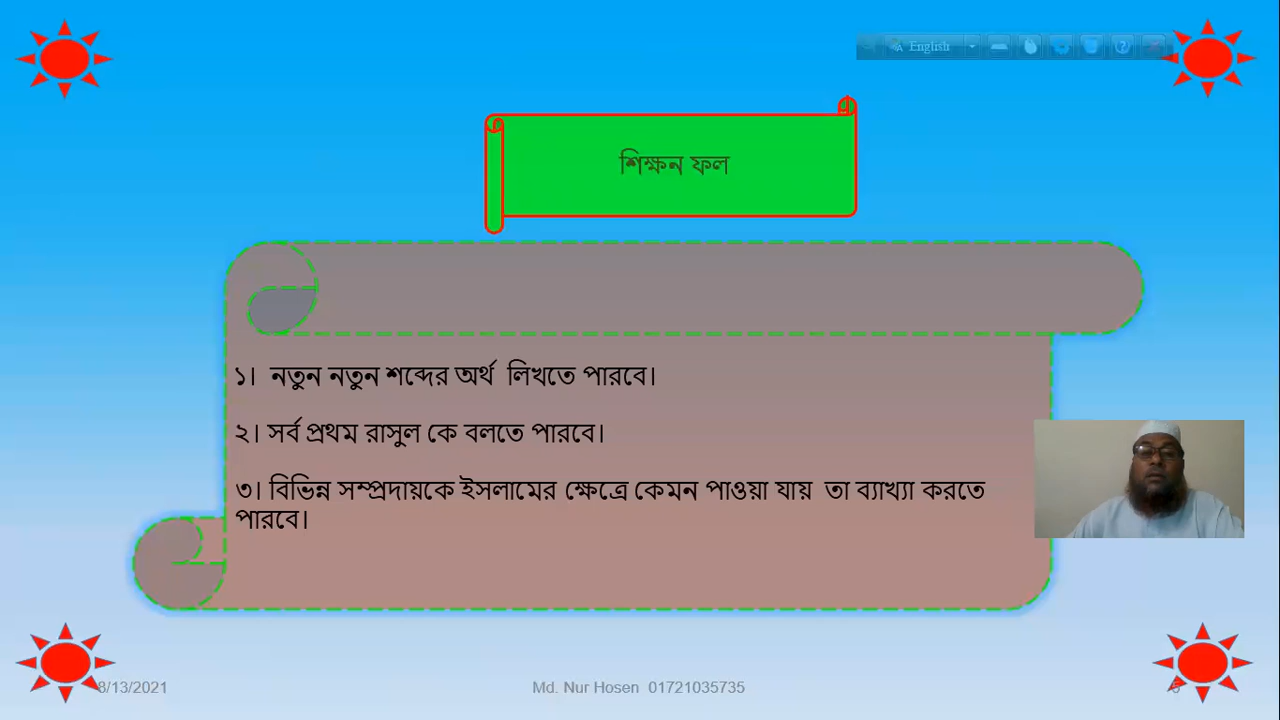 English
শিক্ষন ফল
১। নতুন নতুন শব্দের অর্থ লিখতে পারবে।
২। সর্ব প্রথম রাসুল কে বলতে পারবে।
৩। বিভিন্ন সম্প্রদায়কে ইসলামের ক্ষেত্রে কেমন পাওয়া যায় তা ব্যাখ্যা করতে
পারবে।
8/13/2021
Md. Nur Hosen 01721035735
5